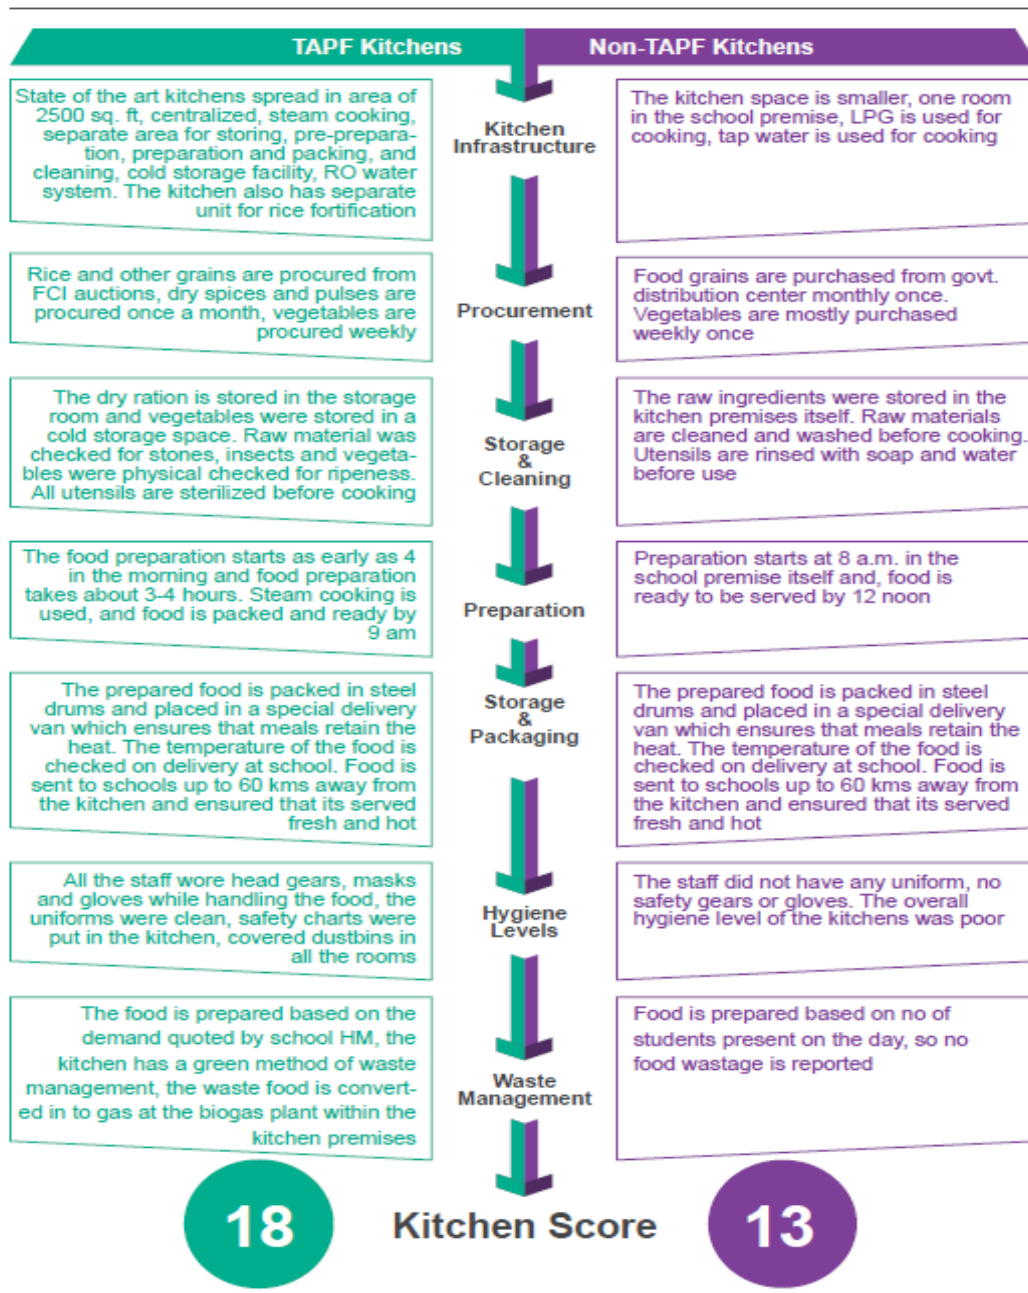 TAPF Kitchens
Non-TAPF Kitchens
State of the art kitchens spread in area of
2500 sq. ft, centralized, steam cooking,
separate area for storing, pre-prepara-
tion, preparation and packing, and
cleaning, cold storage facility, RO water
system. The kitchen also has separate
unit for rice fortification
Kitchen
Infrastructure
The kitchen space is smaller, one room
in the school premise, LPG is used for
cooking, tap water is used for cooking
Rice and other grains are procured from
FCI auctions, dry spices and pulses are
procured once a month, vegetables are
procured weekly
Procurement
Food grains are purchased from govt.
distribution center monthly once.
Vegetables are mostly purchased
weekly once
The dry ration is stored in the storage
room and vegetables were stored in a
cold storage space. Raw material was
checked for stones, insects and vegeta-
bles were physical checked for ripeness.
All utensils are sterilized before cooking
Storage
&
Cleaning
The raw ingredients were stored in the
kitchen premises itself. Raw materials
are cleaned and washed before cooking.
Utensils are rinsed with soap and water
before use
The food preparation starts as early as 4
in the morning and food preparation
takes about 3-4 hours. Steam cooking is
used, and food is packed and ready by
9 am
Preparation
Preparation starts at 8 a.m. in the
school premise itself and, food is
ready to be served by 12 noon
The prepared food is packed in steel
drums and placed in a special delivery
van which ensures that meals retain the
heat. The temperature of the food is
checked on delivery at school. Food is
sent to schools up to 60 kms away from
the kitchen and ensured that its served
fresh and hot
Storage
&
Packaging
The prepared food is packed in steel
drums and placed in a special delivery
van which ensures that meals retain the
heat. The temperature of the food is
checked on delivery at school. Food is
sent to schools up to 60 kms away from
the kitchen and ensured that its served
fresh and hot
All the staff wore head gears, masks
and gloves while handling the food, the
uniforms were clean, safety charts were
put in the kitchen, covered dustbins in
all the rooms
Hygiene
Levels
The staff did not have any uniform, no
safety gears or gloves. The overall
hygiene level of the kitchens was poor
The food is prepared based on the
demand quoted by school HM, the
kitchen has a green method of waste
management, the waste food is convert-
ed in to gas at the biogas plant within the
kitchen premises
Waste
Management
Food is prepared based on no of
students present on the day, so no
food wastage is reported
18
Kitchen Score
13